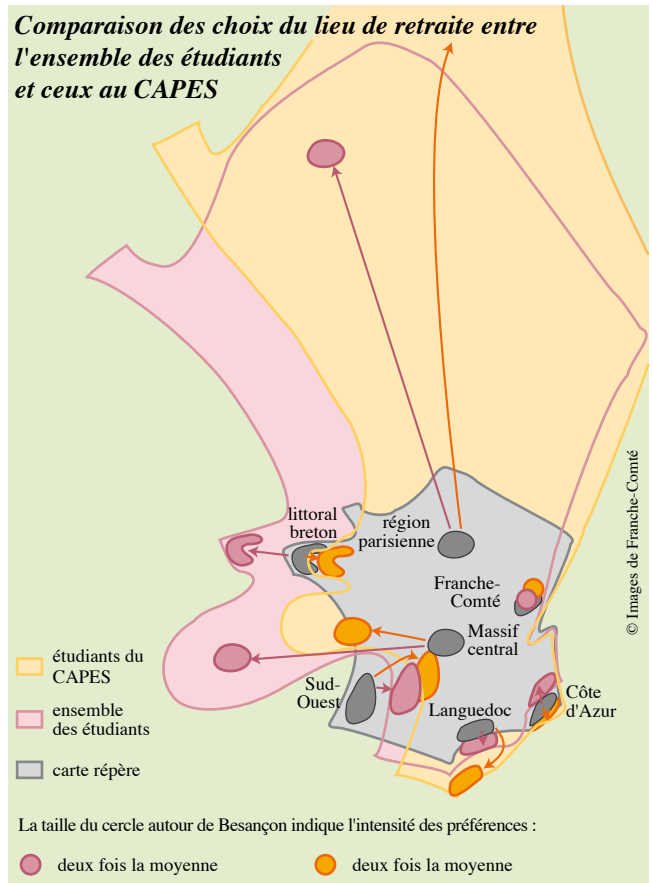 Comparaison des choix du lieu de retraite entre
l'ensemble des étudiants
et ceux au CAPES
littoral
breton
région
parisienne
Franche-
Comté
Massif
central
Sud-
Ouest
Languedoc
Côte
d'Azur
© Images de Franche-Comté
étudiants du
CAPES
ensemble
des étudiants
carte répère
La taille du cercle autour de Besançon indique l'intensité des préférences :
deux fois la moyenne
deux fois la moyenne